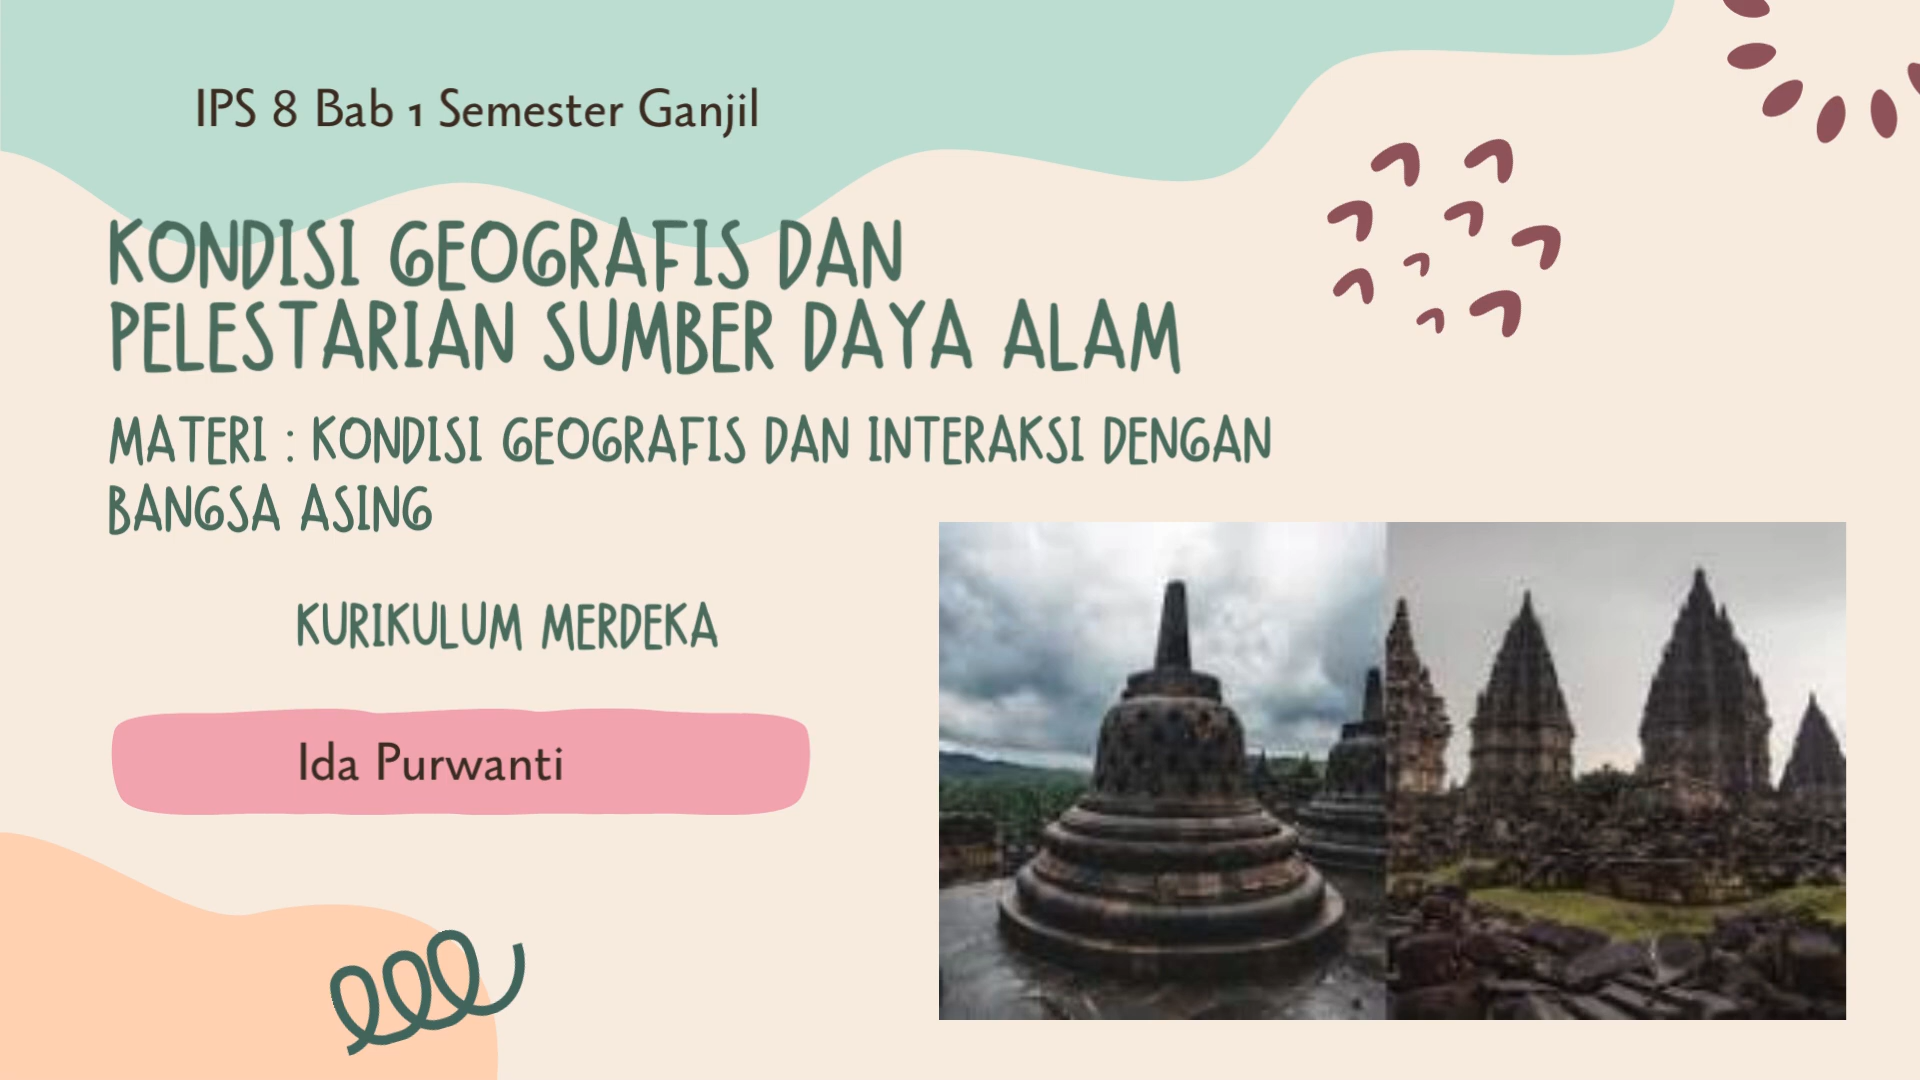 IPS 8 Bab 1 Semester Ganjil
KONDISI GEOGRAFIS DAN
PELESTARIAN SUMBER DAYA ALAM
MATERI : KONDISI GEOGRAFIS DAN INTERAKSI DENGAN
BANGSA ASING
KURIKULUM MERDEKA
Ida Purwanti